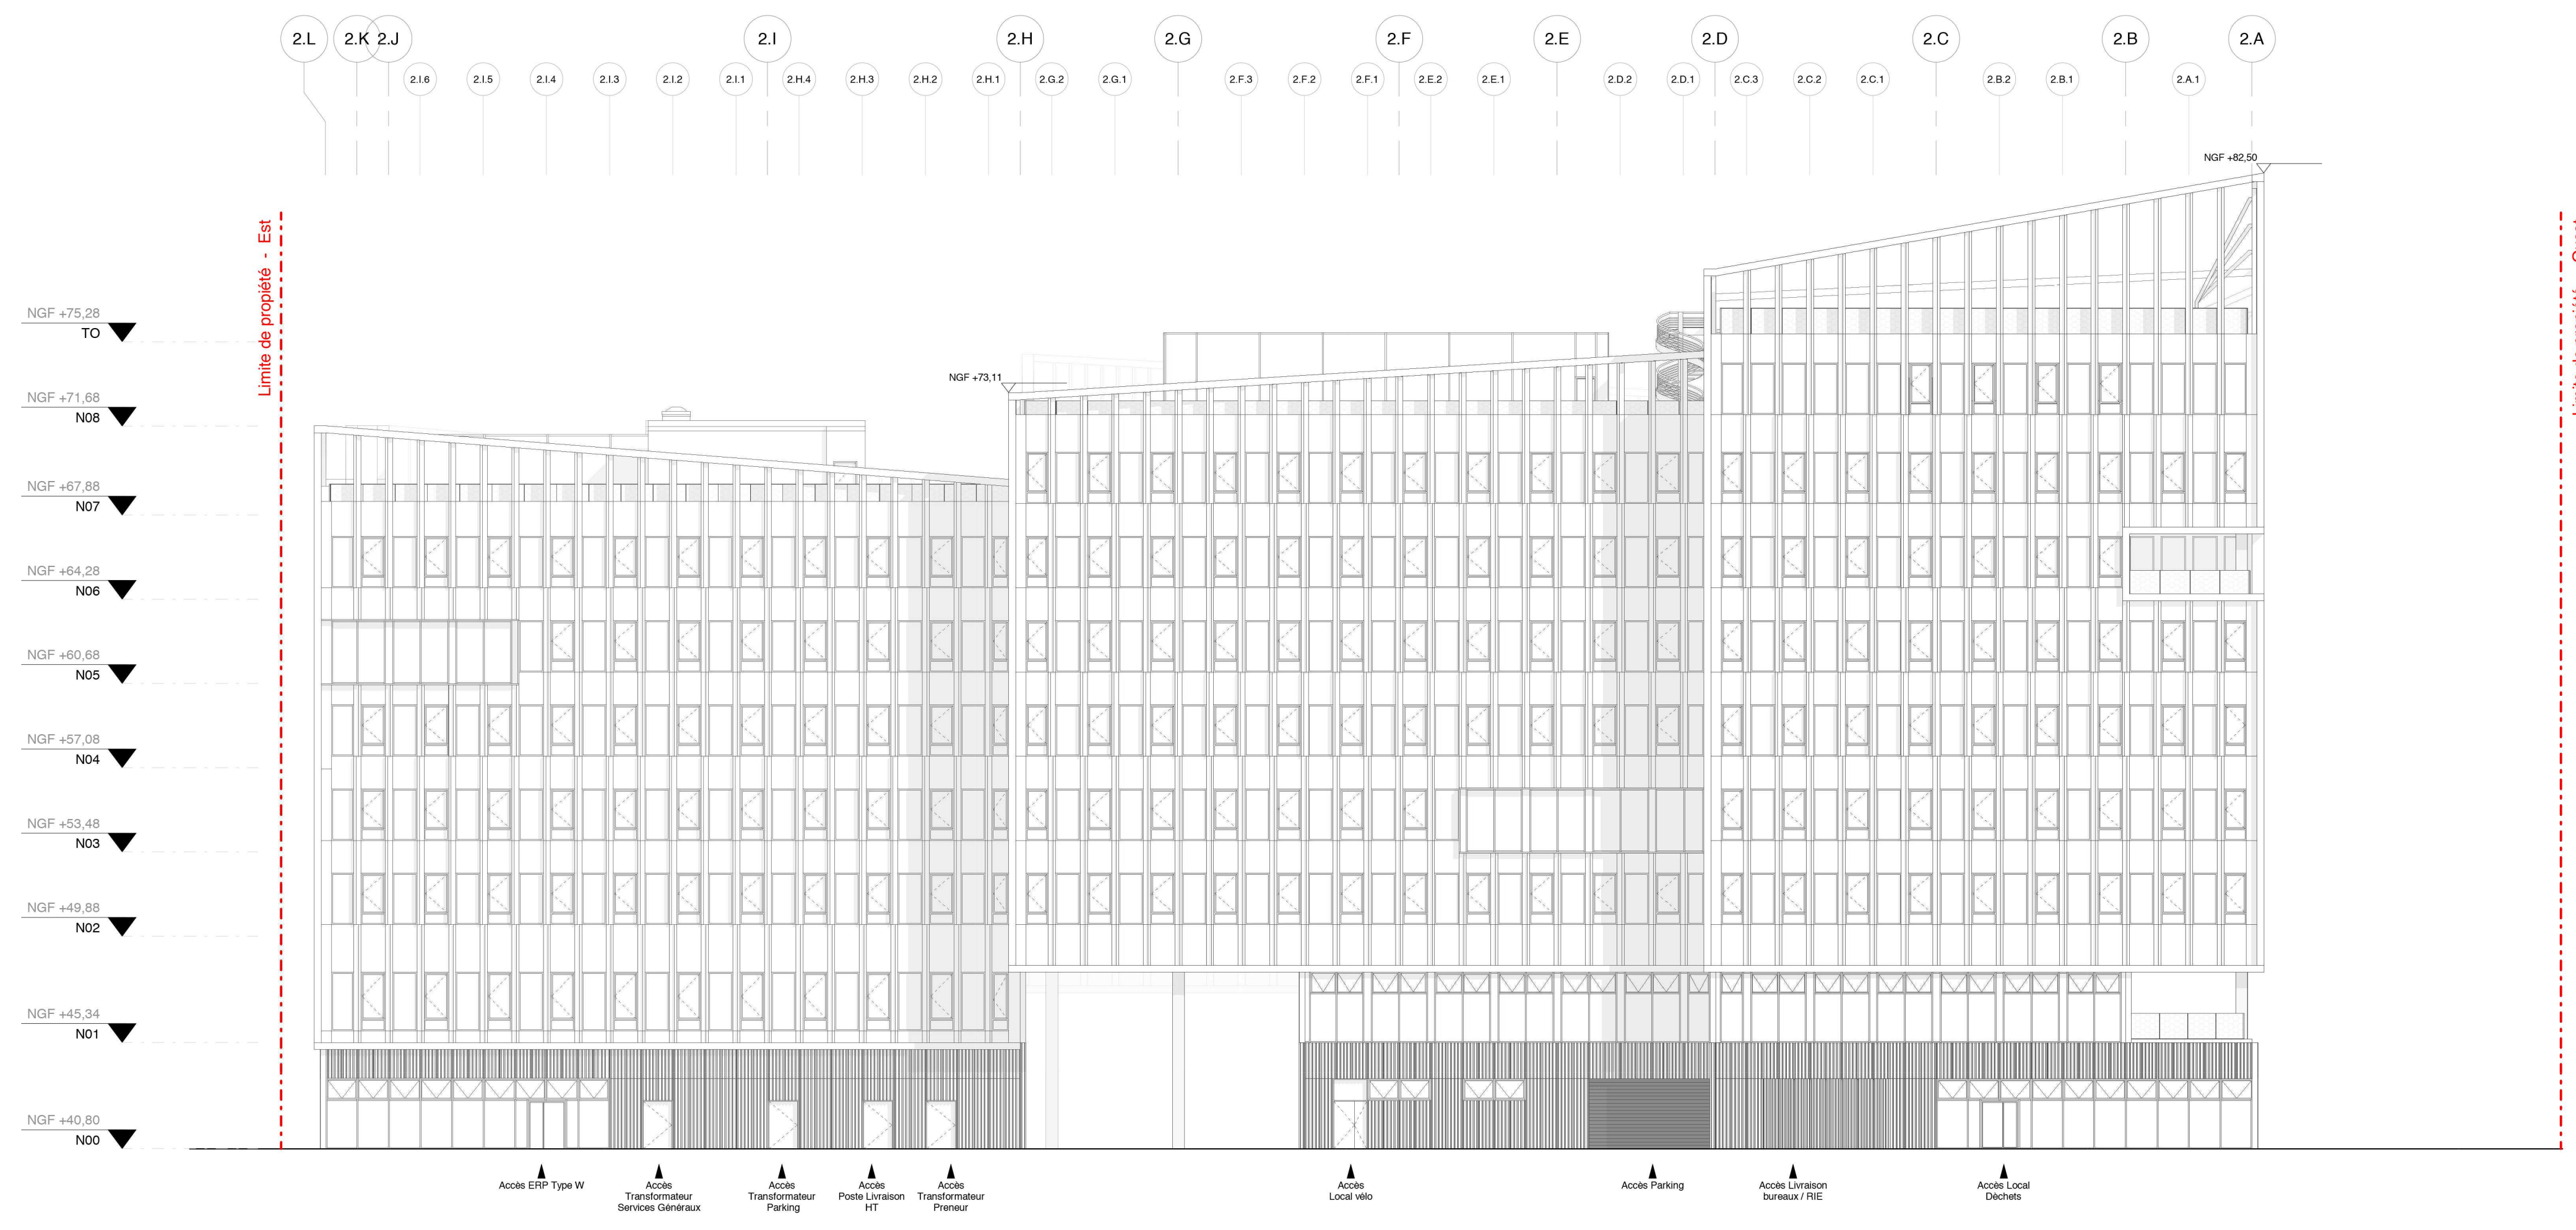 2.L
2.K
2.J
2.I
2.H
2.G
2.F
2.E
2.D
2.C
2.B
2.A
2.I.6
2.I.5
2.I.4
2.I.3
2.I.2
2.I.1
2.H.4
2.H.3
2.H.2
2.H.1
2.G.2
2.G.1
2.F.3
2.F.2
2.F.1
2.E.2
2.E.1
2.D.2
2.D.1
2.C.3
2.C.2
2.C.1
2.B.2
2.B.1
2.A.1
NGF +82,50
Limite de propiété - Est
NGF +75,28
TO
NGF +73,11
NGF +71,68
N08
NGF +67,88
N07
NGF +64,28
N06
NGF +60,68
N05
NGF +57,08
N04
NGF +53,48
N03
NGF +49,88
N02
NGF +45,34
N01
NGF +40,80
N00
Accès ERP Type W
Accès
Transformateur
Services Généraux
Accès
Transformateur
Parking
Accès
Poste Livraison
HT
Accès
Transformateur
Preneur
Accès
Local vélo
Accès Parking
Accès Livraison
bureaux / RIE
Accès Local
Dèchets